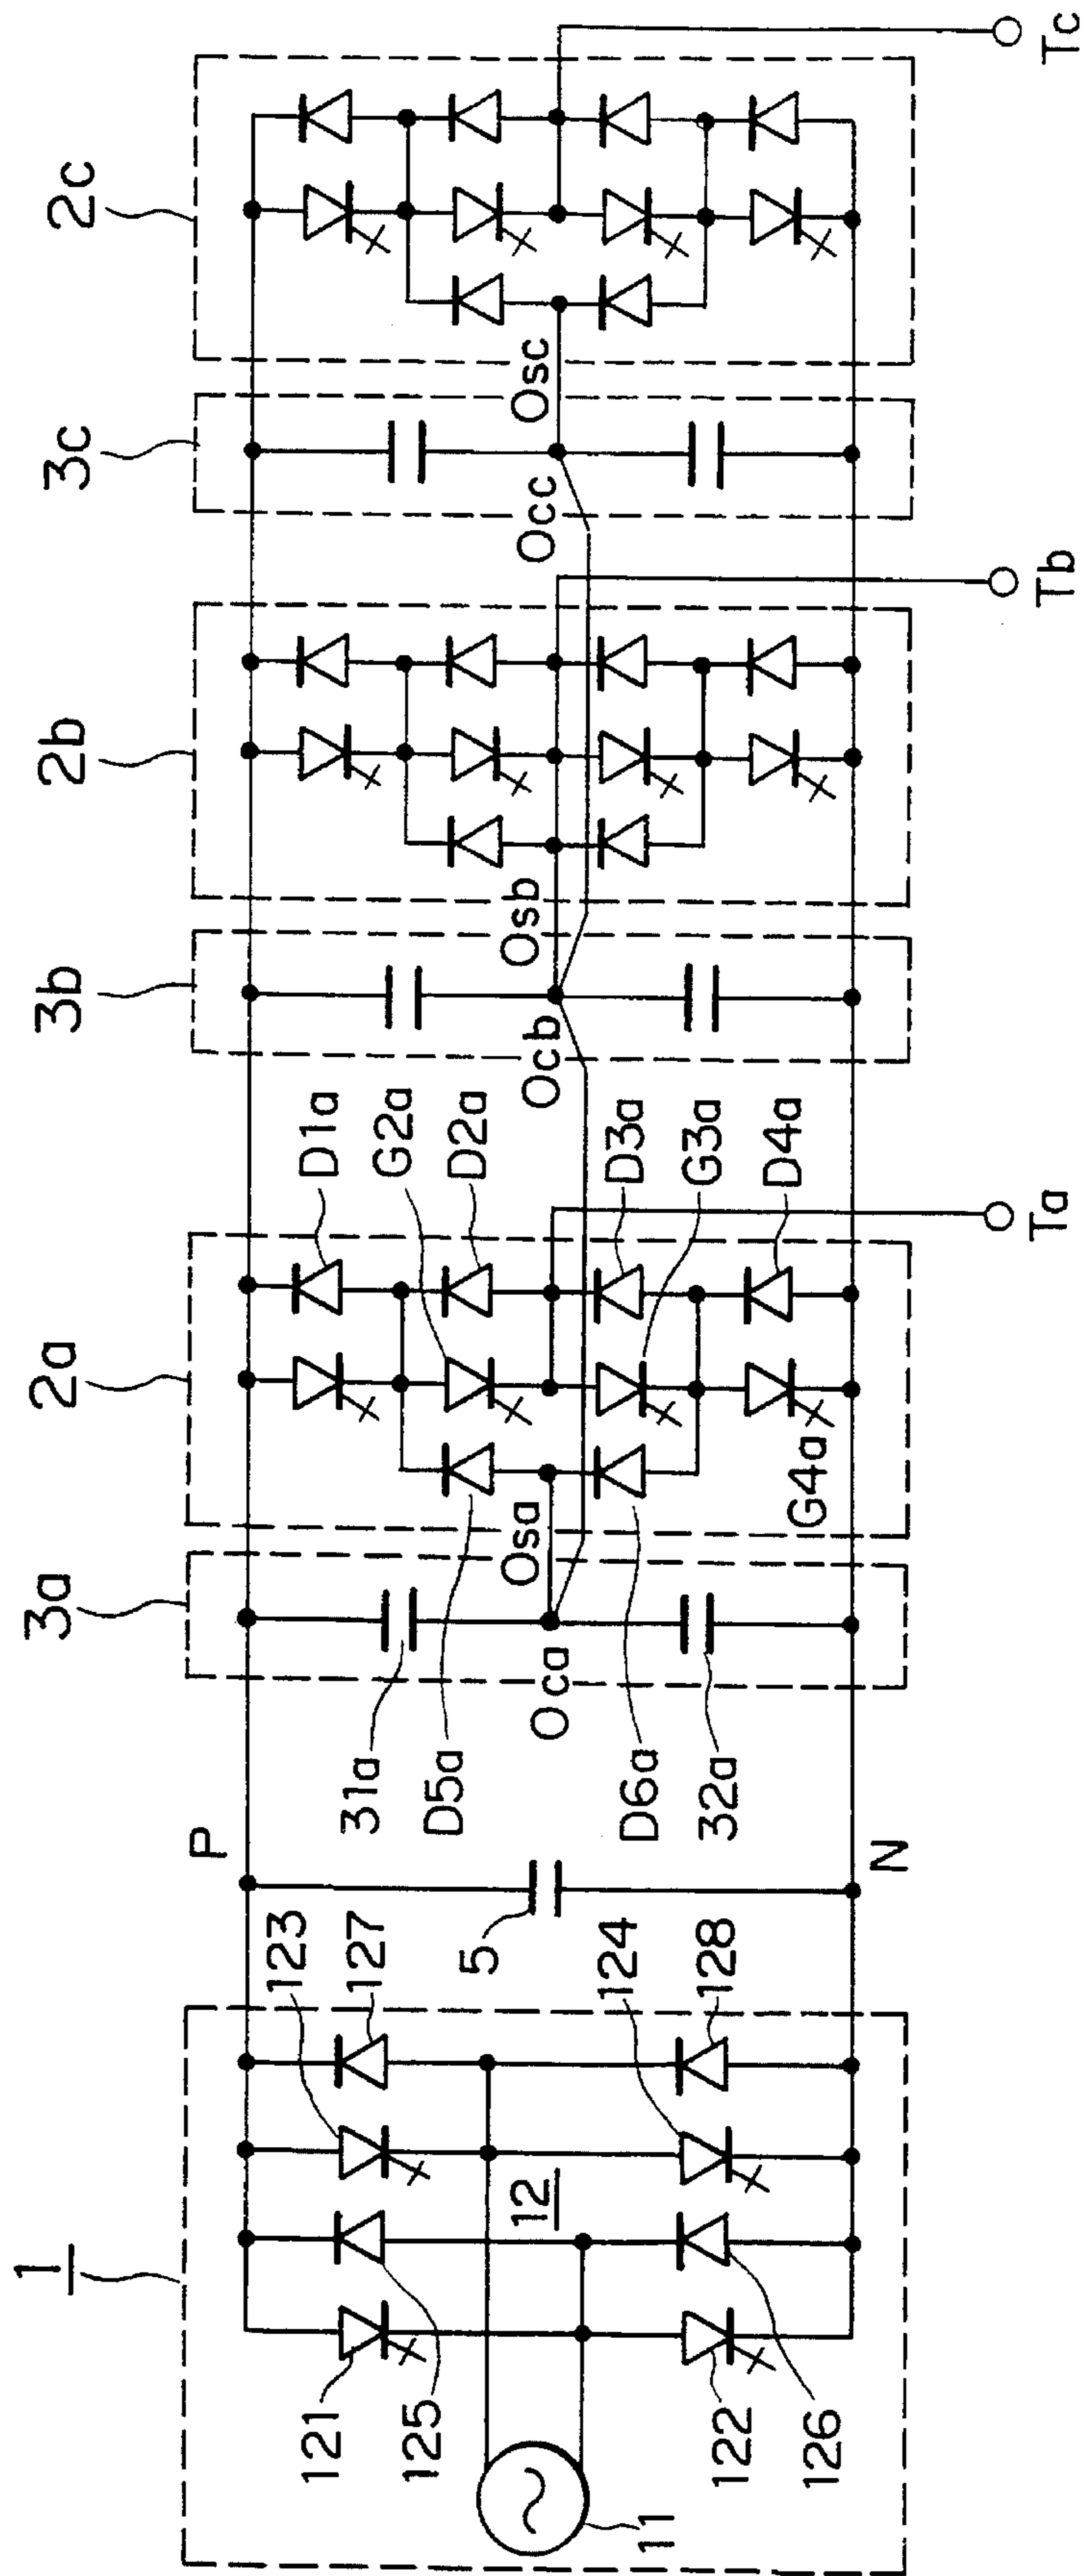 1
2a
2b
2c
3a
3b
3c
P
N
121
125
123
127
5
31a
D5a
D1a
G2a
D2a
11
12
122
126
124
128
Oca
Osa
Ocb
Osb
Occ
Osc
D6a
32a
D3a
G3a
D4a
G4a
Ta
Tb
Tc